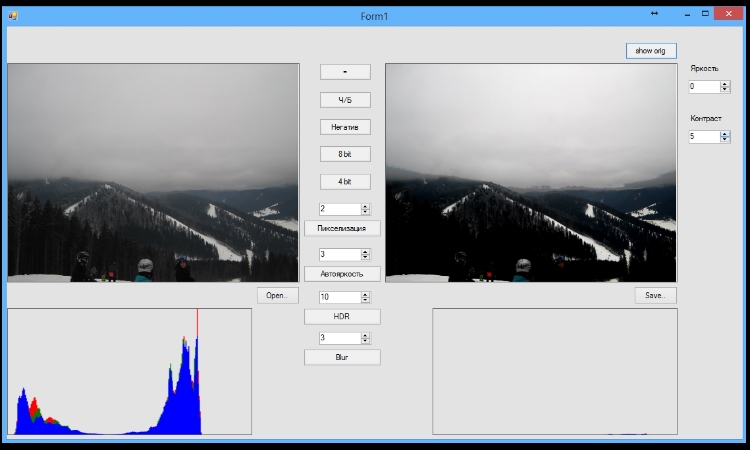 Form1
show orig
=
Яркость
0
Ч/Б
Контраст
Негатив
5
8 bit
4 bit
2
Пикселизация
3
Автояркость
Open..
10
Save..
HDR
3
Blur